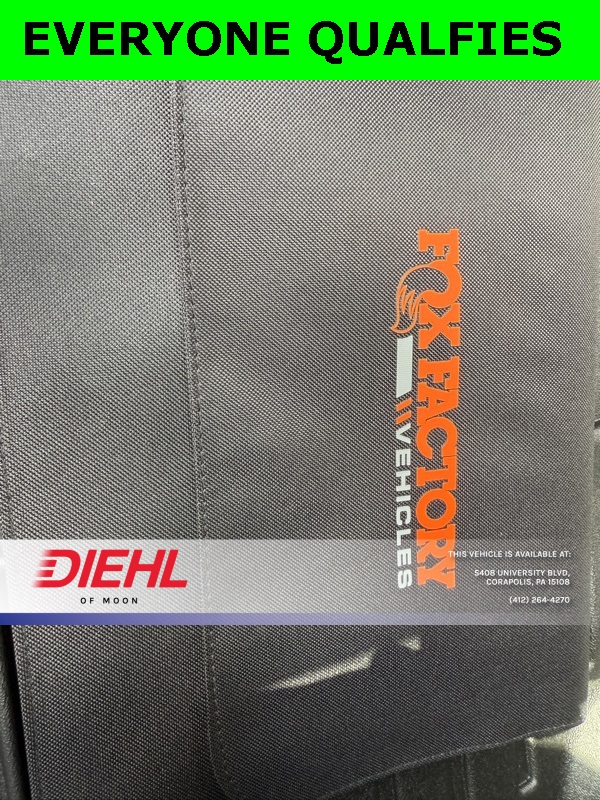 EVERYONE QUALFIES
FOX FACTORY
VEHICLES
DIEHL
OF MOON
THIS VEHICLE IS AVAILABLE AT:
5408 UNIVERSITY BLVD,
CORAPOLIS, PA 15108
(412) 264-4270